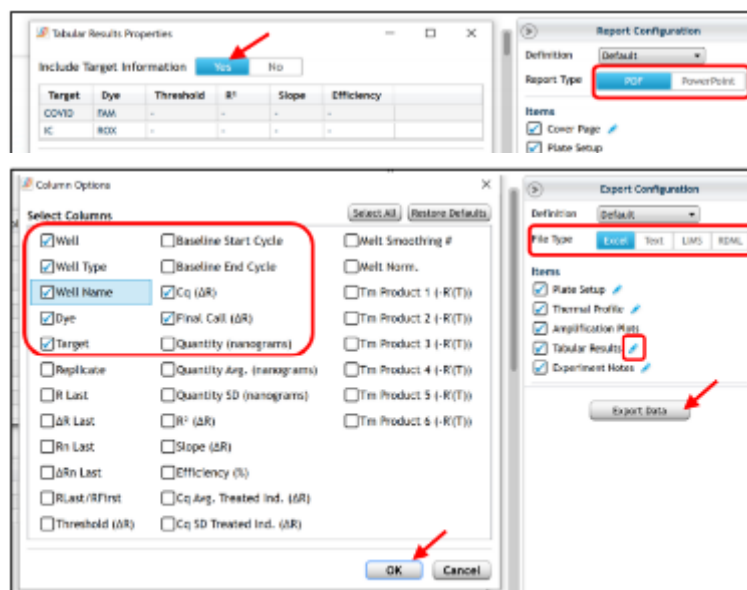 Tabular Results Properties
Include Target Information Yes No
Target Dye Threshold R² Slope Efficiency
COVID FAM - - - -
IC ROX - - - -
Report Configuration
Definition Default
Report Type PDF PowerPoint
Items
Cover Page
Plate Setup
Column Options
Select Columns Select All Restore Defaults
Well Baseline Start Cycle Melt Smoothing #
Well Type Baseline End Cycle Melt Norm.
Well Name Cq (ΔR) Tm Product 1 (-R'(T))
Dye Final Call (ΔR) Tm Product 2 (-R'(T))
Target Quantity (nanograms) Tm Product 3 (-R'(T))
Replicate Quantity Avg. (nanograms) Tm Product 4 (-R'(T))
R Last Quantity SD (nanograms) Tm Product 5 (-R'(T))
ΔR Last R² (ΔR) Tm Product 6 (-R'(T))
Rn Last Slope (ΔR)
ΔRn Last Efficiency (%)
RLast/RFirst Cq Avg. Treated Ind. (ΔR)
Threshold (ΔR) Cq SD Treated Ind. (ΔR)
OK Cancel
Export Configuration
Definition Default
File Type Excel Text LIMS RDML
Items
Plate Setup
Thermal Profile
Amplification Plots
Tabular Results
Experiment Notes
Export Data